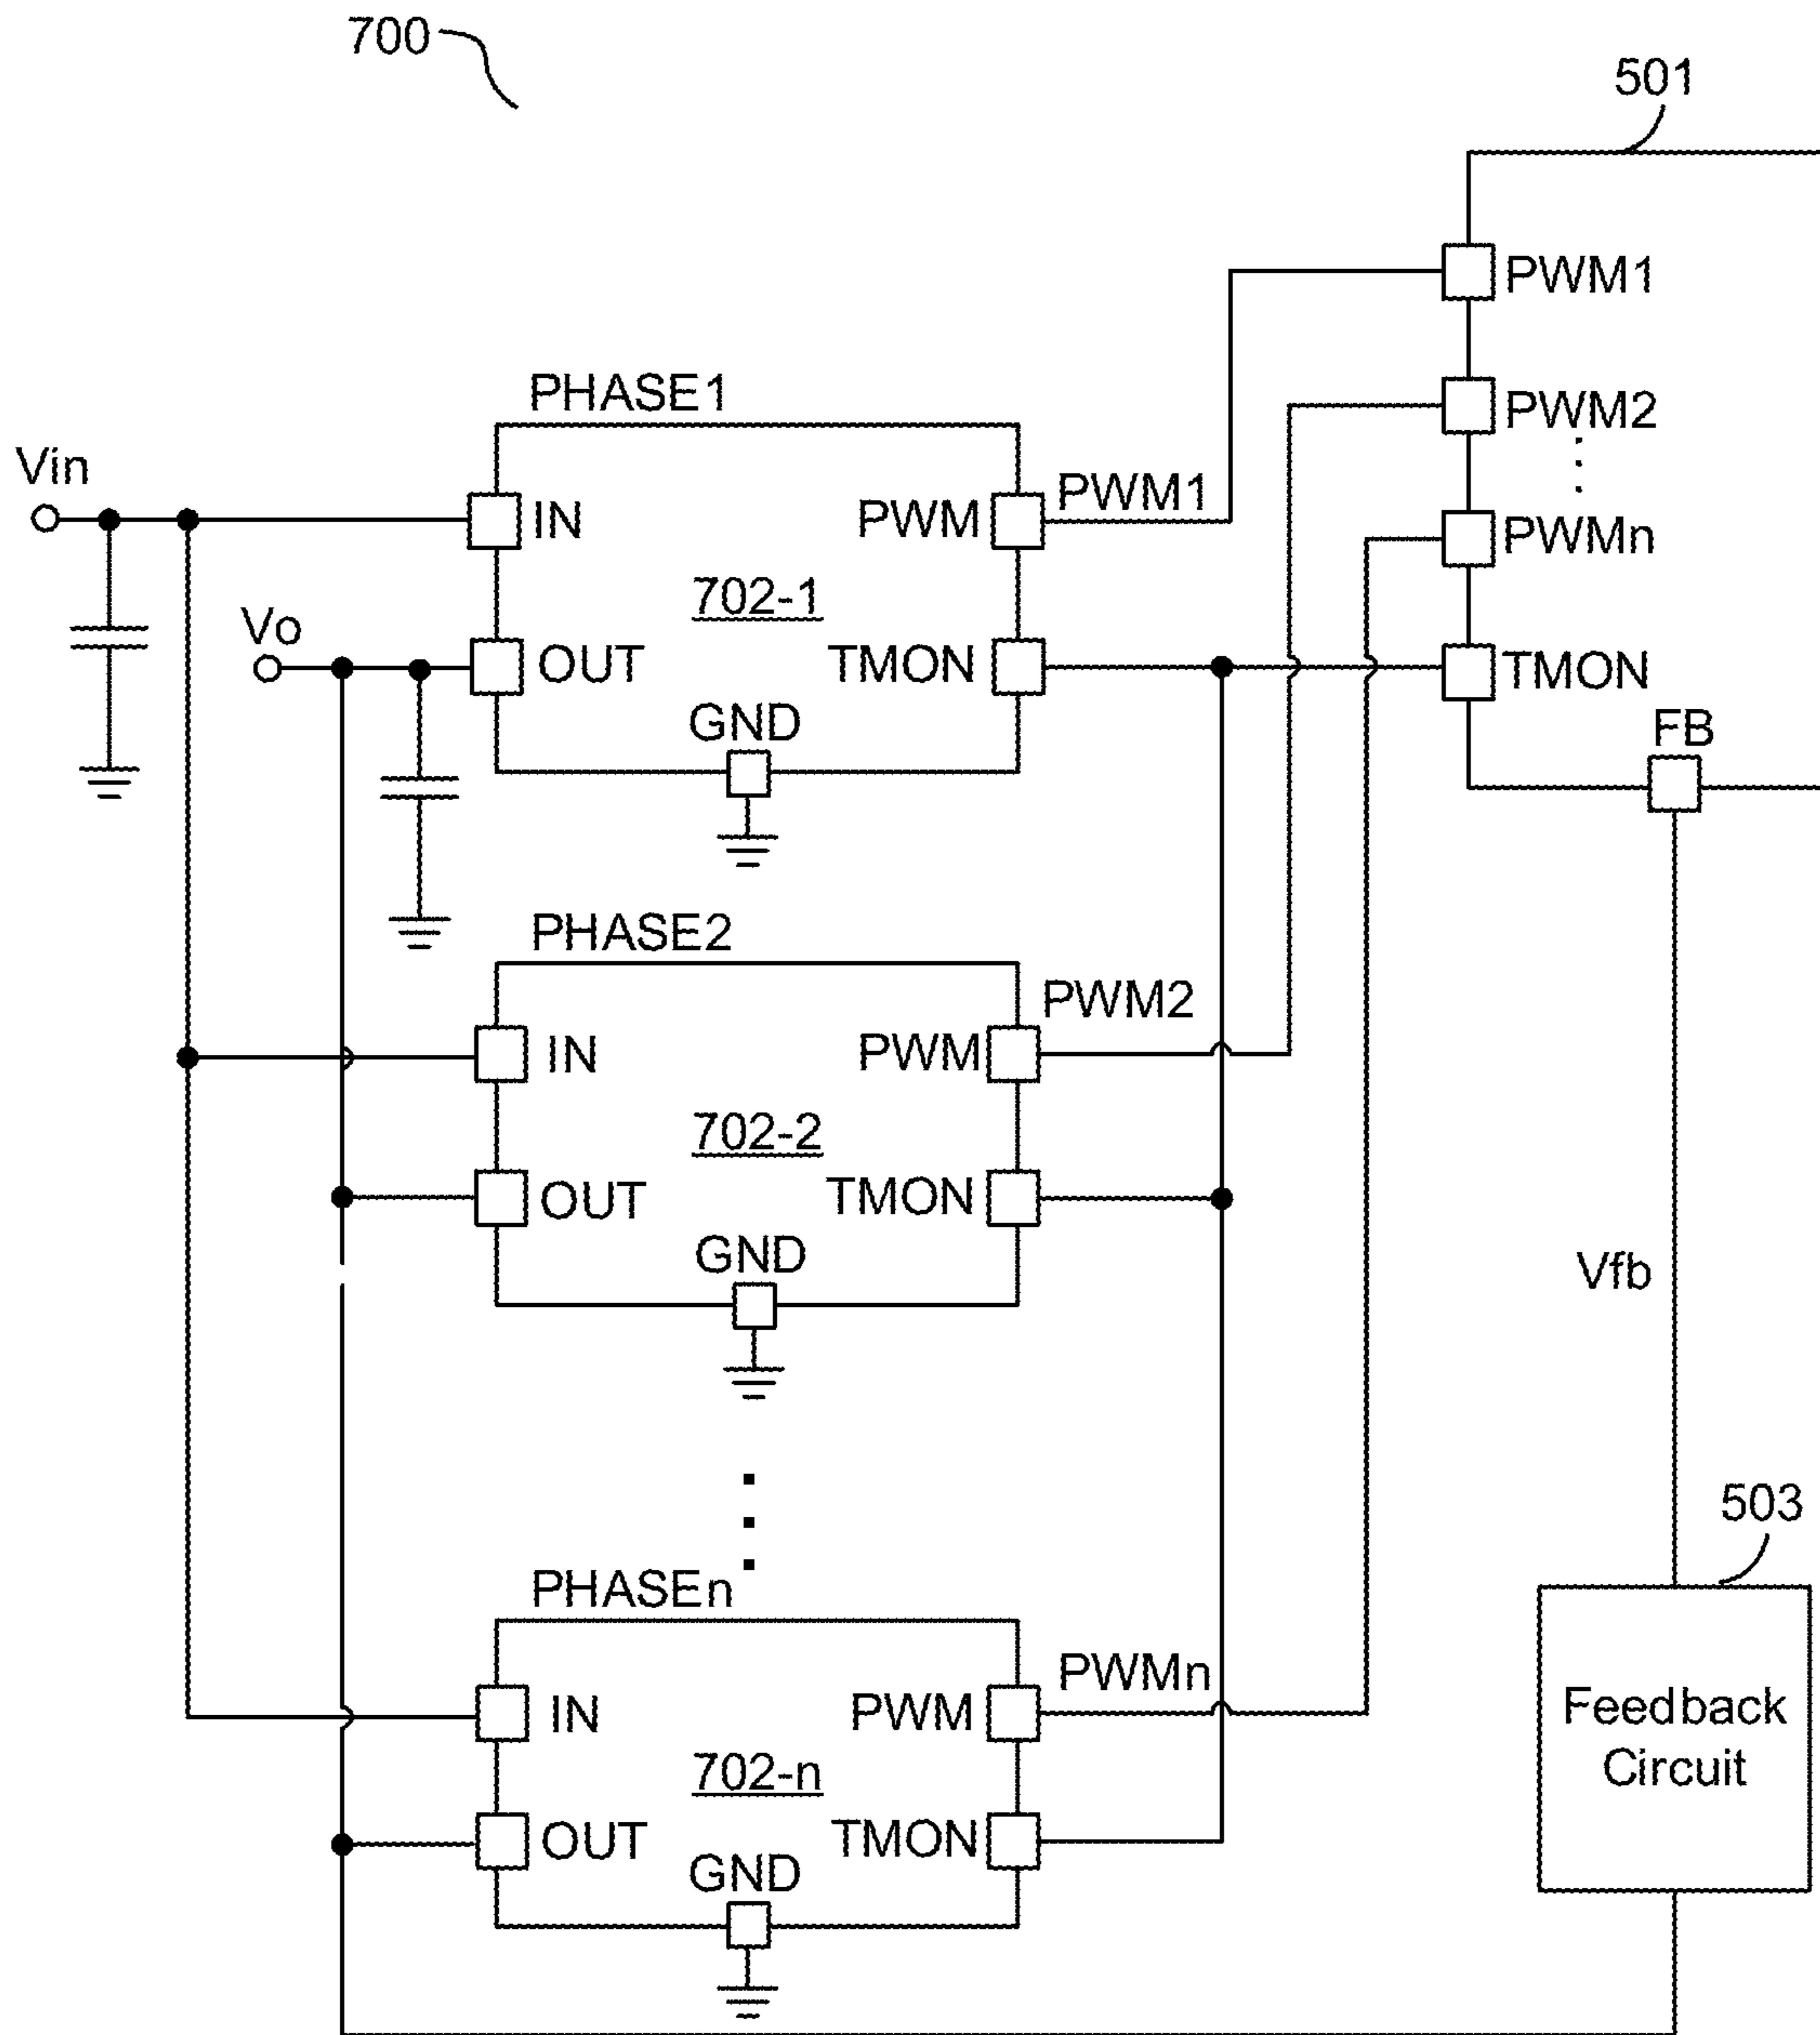 700
501
PWM1
PWM2
PWMn
TMON
FB
PHASE1
Vin
IN
PWM
PWM1
702-1
Vo
OUT
TMON
GND
PHASE2
IN
PWM
PWM2
702-2
OUT
TMON
GND
Vfb
503
PHASEn
IN
PWM
PWMn
702-n
OUT
TMON
GND
Feedback
Circuit